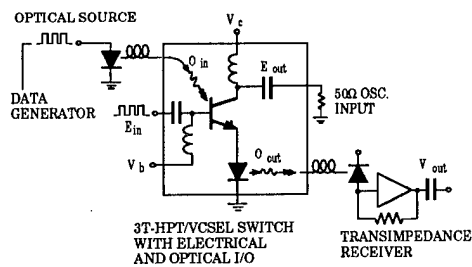 OPTICAL SOURCE
V c
O in
E out
DATA
GENERATOR
50Ω OSC.
INPUT
E in
V b
O out
V out
3T-HPT/VCSEL SWITCH
WITH ELECTRICAL
AND OPTICAL I/O
TRANSIMPEDANCE
RECEIVER